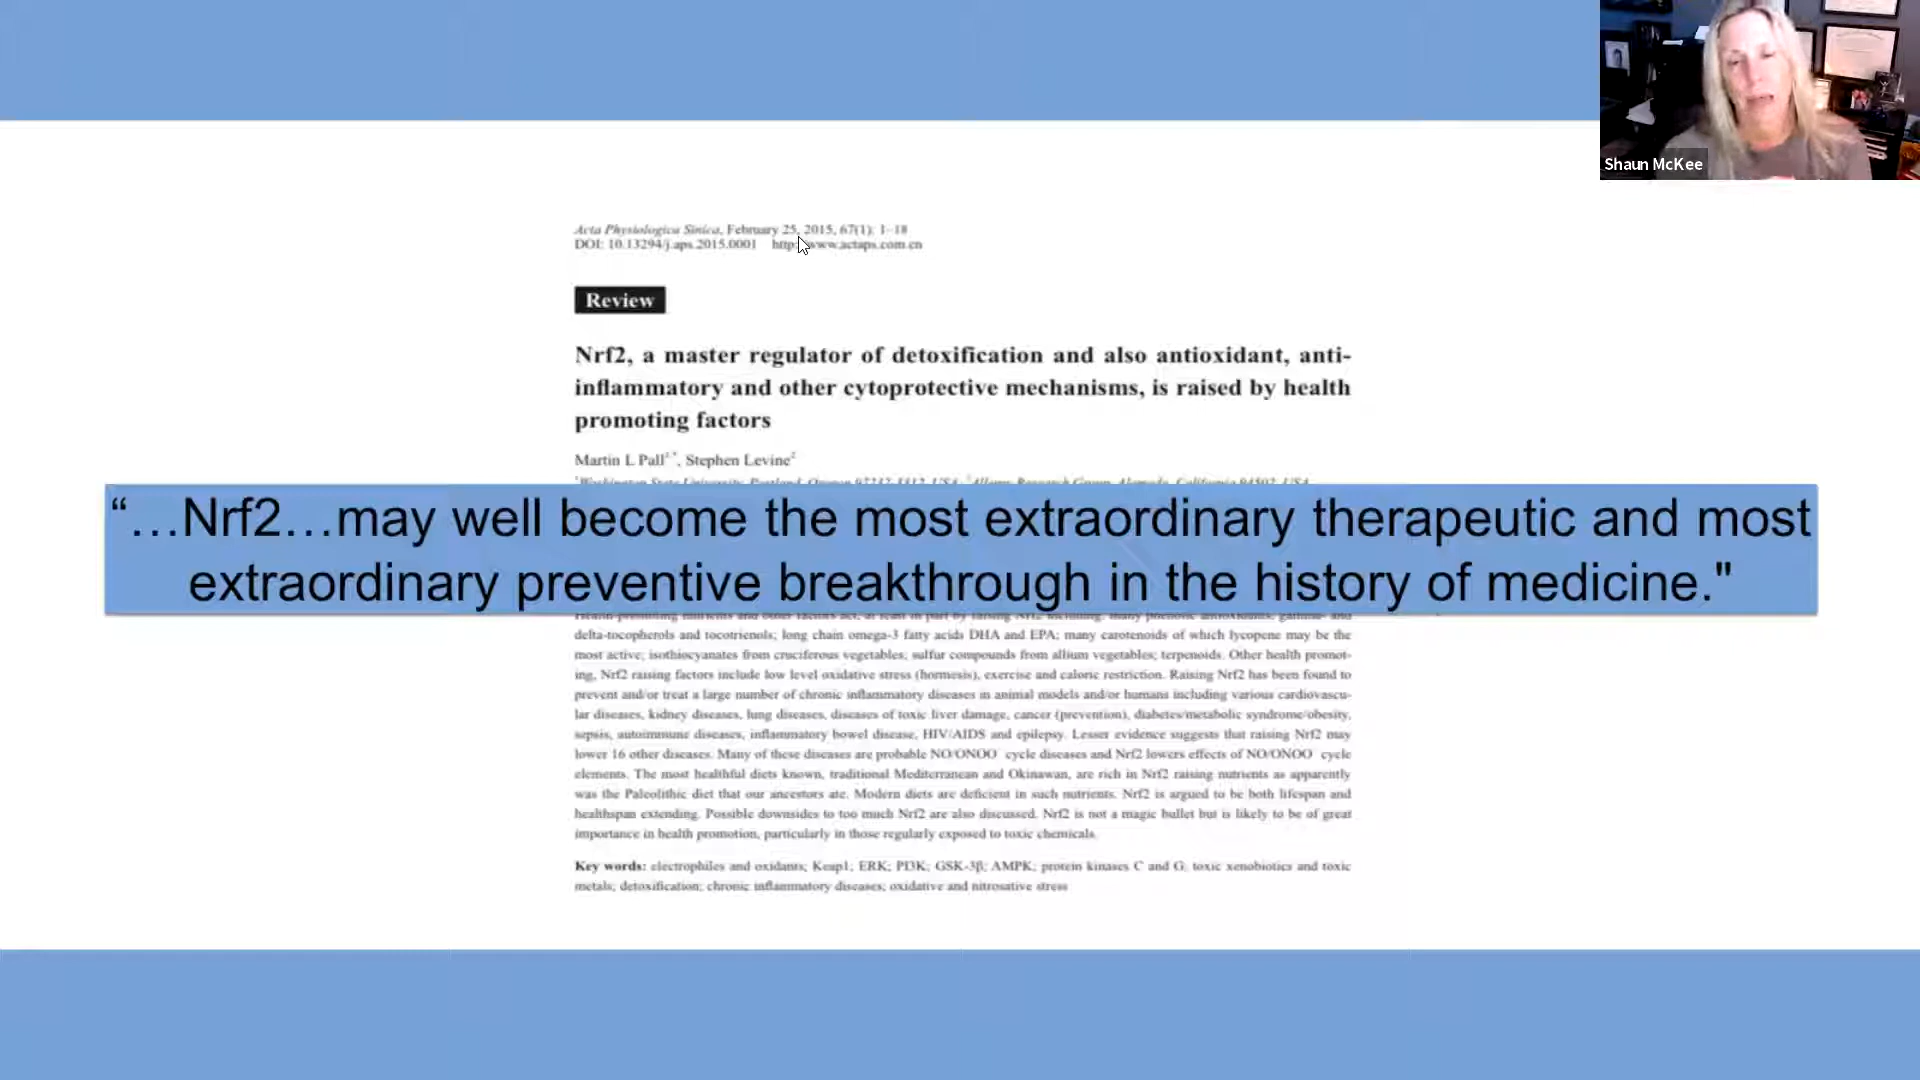 Shaun McKee
Acta Physiologica Sinica, February 25, 2015, 67(1): 1–18
DOI: 10.13294/j.aps.2015.0001 http://www.actaps.com.cn
Review
Nrf2, a master regulator of detoxification and also antioxidant, anti-
inflammatory and other cytoprotective mechanisms, is raised by health
promoting factors
Martin L Pall1,*, Stephen Levine2
“…Nrf2…may well become the most extraordinary therapeutic and most
extraordinary preventive breakthrough in the history of medicine."
delta-tocopherols and tocotrienols; long chain omega-3 fatty acids DHA and EPA; many carotenoids of which lycopene may be the
most active; isothiocyanates from cruciferous vegetables; sulfur compounds from allium vegetables; terpenoids. Other health promot-
ing, Nrf2 raising factors include low level oxidative stress (hormesis), exercise and caloric restriction. Raising Nrf2 has been found to
prevent and/or treat a large number of chronic inflammatory diseases in animal models and/or humans including various cardiovascu-
lar diseases, kidney diseases, lung diseases, diseases of toxic liver damage, cancer (prevention), diabetes/metabolic syndrome/obesity,
sepsis, autoimmune diseases, inflammatory bowel disease, HIV/AIDS and epilepsy. Lesser evidence suggests that raising Nrf2 may
lower 16 other diseases. Many of these diseases are probable NO/ONOO cycle diseases and Nrf2 lowers effects of NO/ONOO cycle
elements. The most healthful diets known, traditional Mediterranean and Okinawan, are rich in Nrf2 raising nutrients as apparently
was the Paleolithic diet that our ancestors ate. Modern diets are deficient in such nutrients. Nrf2 is argued to be both lifespan and
healthspan extending. Possible downsides to too much Nrf2 are also discussed. Nrf2 is not a magic bullet but is likely to be of great
importance in health promotion, particularly in those regularly exposed to toxic chemicals.
Key words: electrophiles and oxidants; Keap1; ERK; PI3K; GSK-3β; AMPK; protein kinases C and G; toxic xenobiotics and toxic
metals; detoxification; chronic inflammatory diseases; oxidative and nitrosative stress